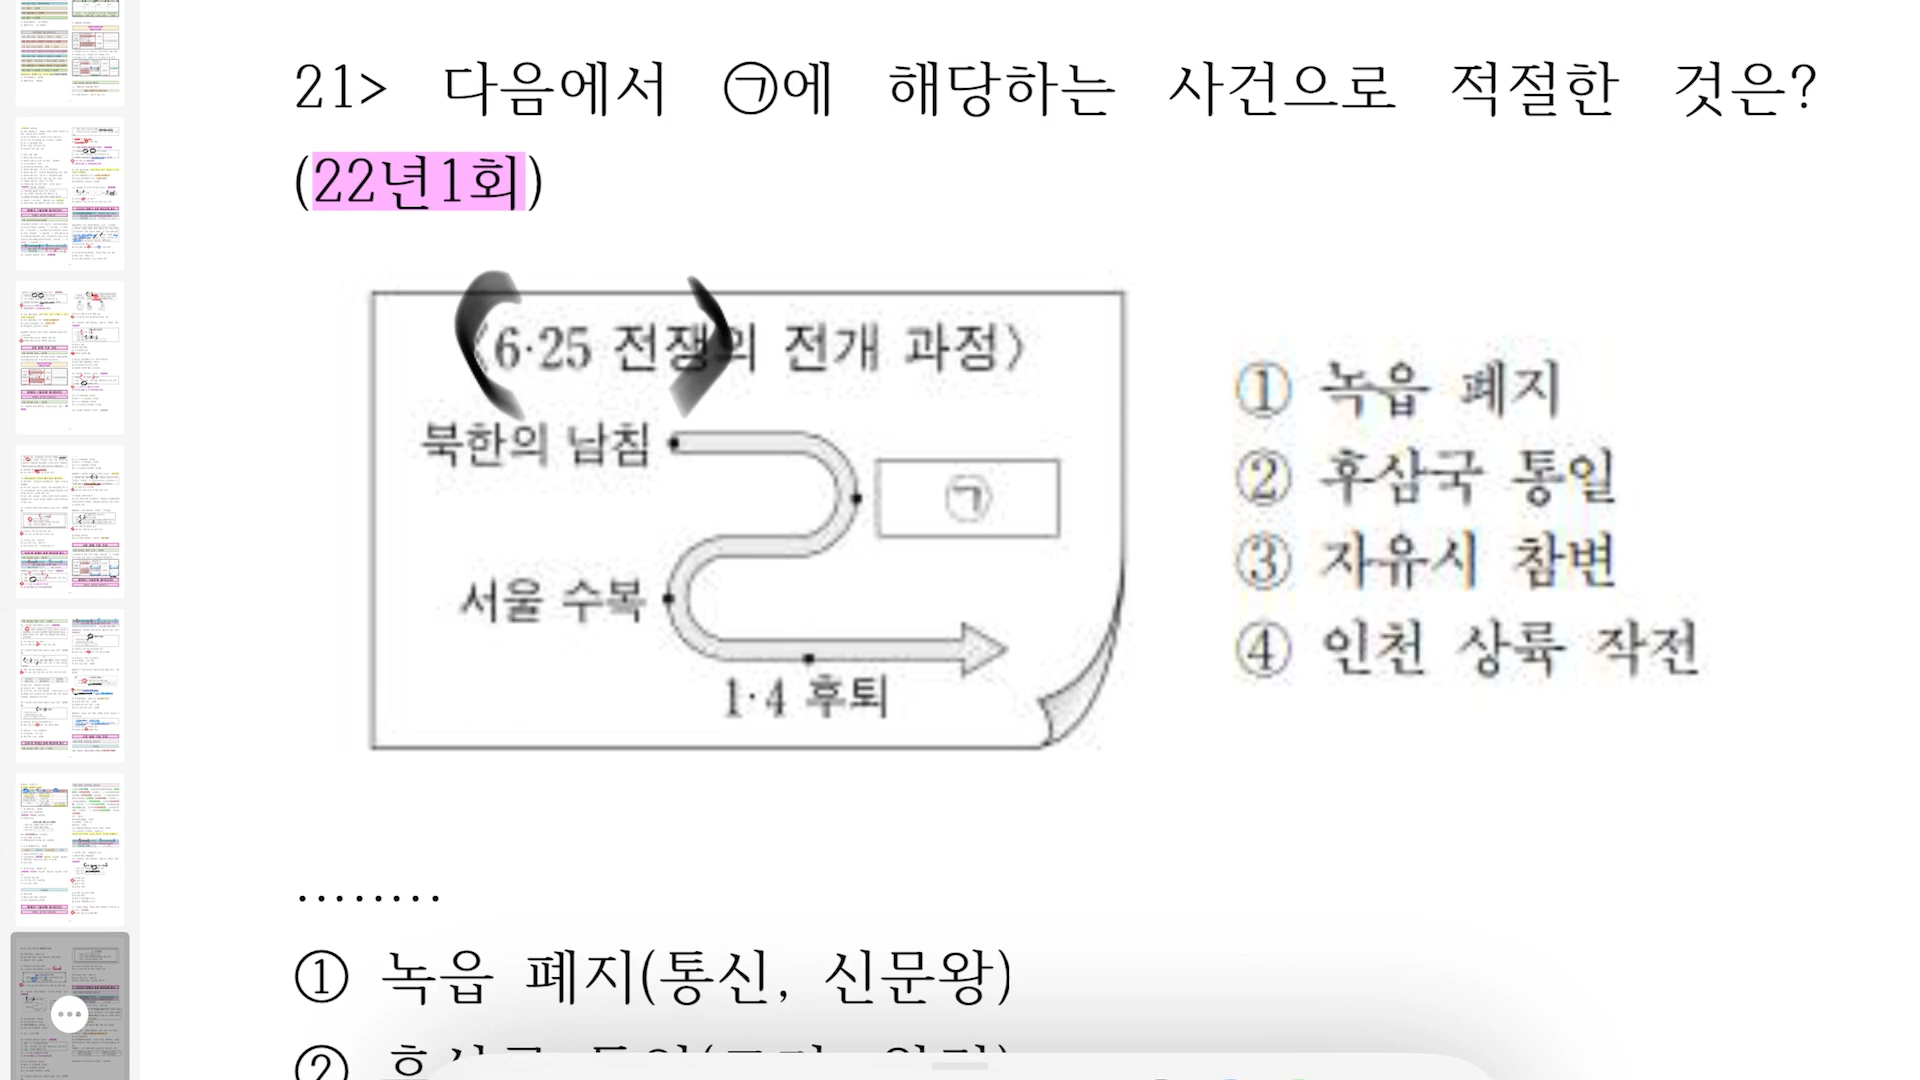 21> 다음에서 ㉠에 해당하는 사건으로 적절한 것은?
(22년1회)
〈6·25 전쟁의 전개 과정〉
북한의 남침
㉠
서울 수복
1·4 후퇴
① 녹읍 폐지
② 후삼국 통일
③ 자유시 참변
④ 인천 상륙 작전
········
① 녹읍 폐지(통신, 신문왕)
②